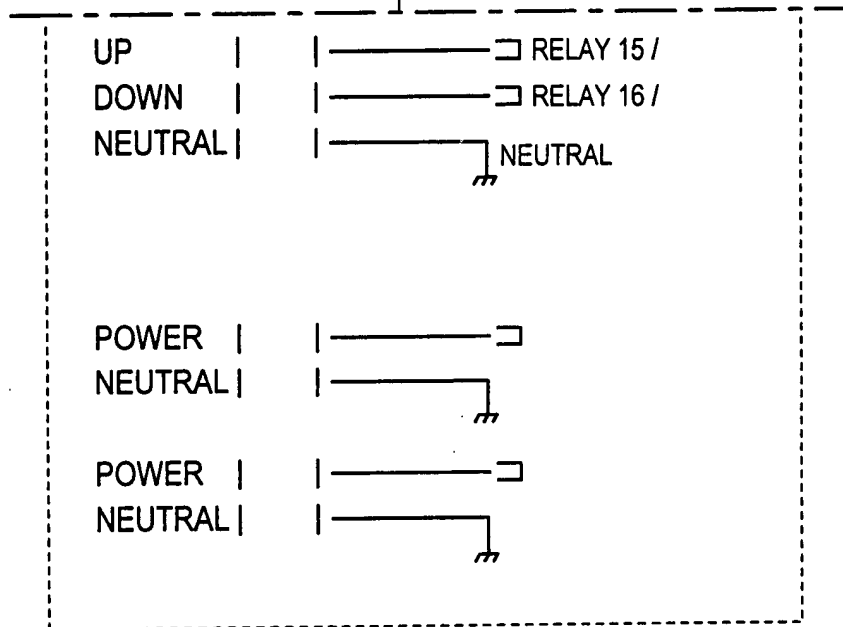 UP RELAY 15 /
DOWN RELAY 16 /
NEUTRAL NEUTRAL
POWER
NEUTRAL
POWER
NEUTRAL